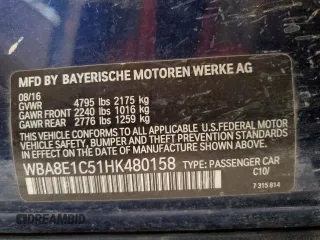 MFD BY BAYERISCHE MOTOREN WERKE AG
08/16
GVWR 4795 lbs 2175 kg
GAWR FRONT 2240 lbs 1016 kg
GAWR REAR 2776 lbs 1259 kg
THIS VEHICLE CONFORMS TO ALL APPLICABLE U.S.FEDERAL MOTOR
VEHICLE SAFETY, BUMPER, AND THEFT PREVENTION STANDARDS IN
EFFECT ON THE DATE OF MANUFACTURE SHOWN ABOVE.
WBA8E1C51HK480158 TYPE: PASSENGER CAR
C10/
7 315 814
DREAMBID